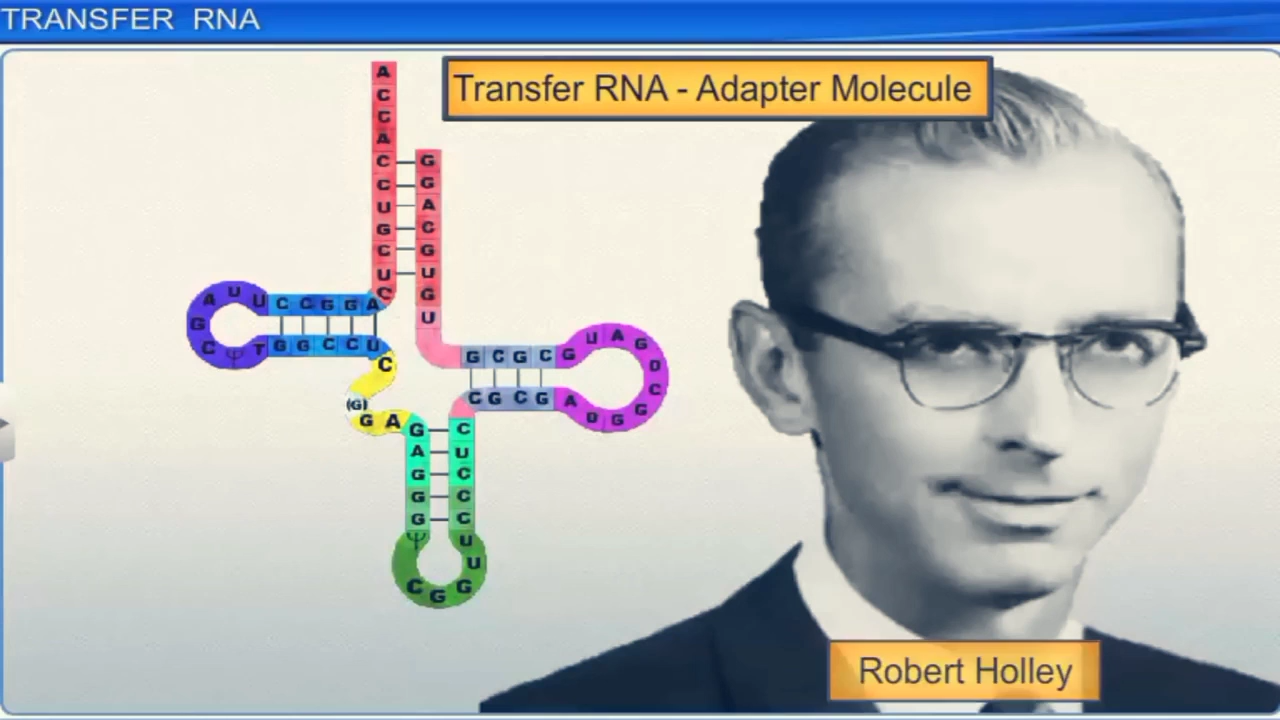 TRANSFER RNA
Transfer RNA - Adapter Molecule
A
C
C
A
C G
C G
U A
G C
C G
U U
C G
U
A U U C C G G A
G
C Ψ T G G C C U
C
(G)
G A
G C G C G U A G
D
C
C G C G A D G G
G C
A U
G C
G C
G C
Ψ U
U
C G G
Robert Holley